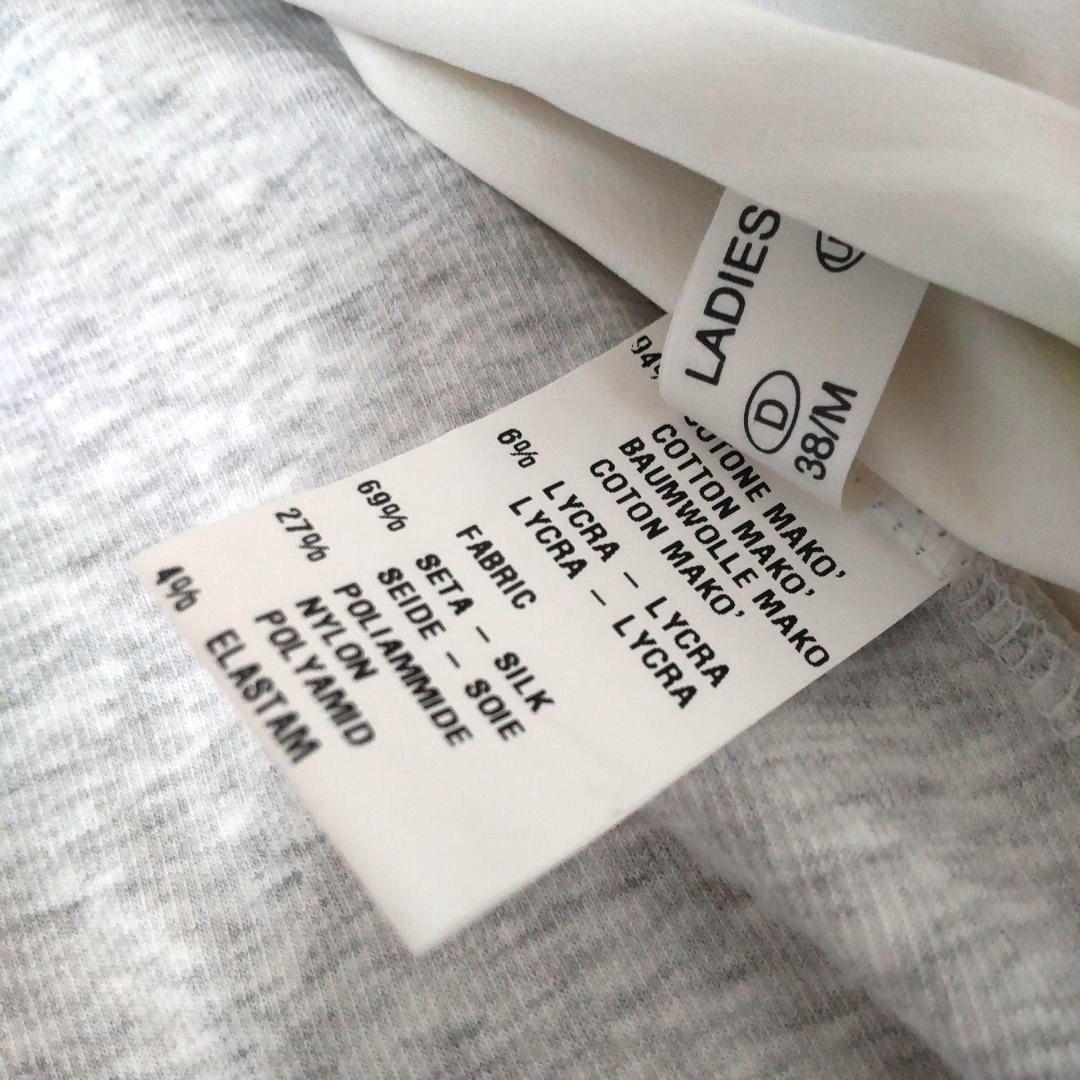 LADIES
D
38/M
94%
COTONE MAKO'
COTTON MAKO'
BAUMWOLLE MAKO
COTON MAKO'
6% LYCRA – LYCRA
LYCRA – LYCRA
FABRIC
69% SETA – SILK
SEIDE – SOIE
27% POLIAMMIDE
NYLON
POLYAMID
4% ELASTAM